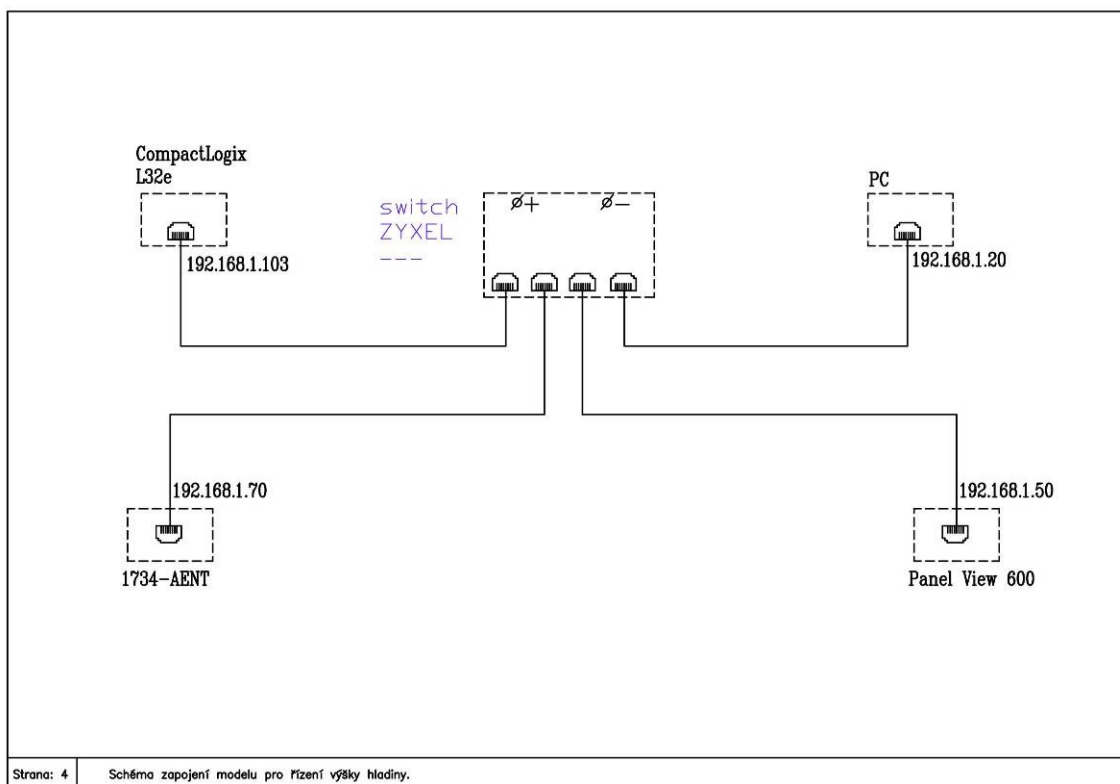 CompactLogix
L32e
192.168.1.103
switch
ZYXEL
---
ø+ ø-
PC
192.168.1.20
192.168.1.70
1734-AENT
192.168.1.50
Panel View 600
Strana: 4 Schéma zapojení modelu pro řízení výšky hladiny.